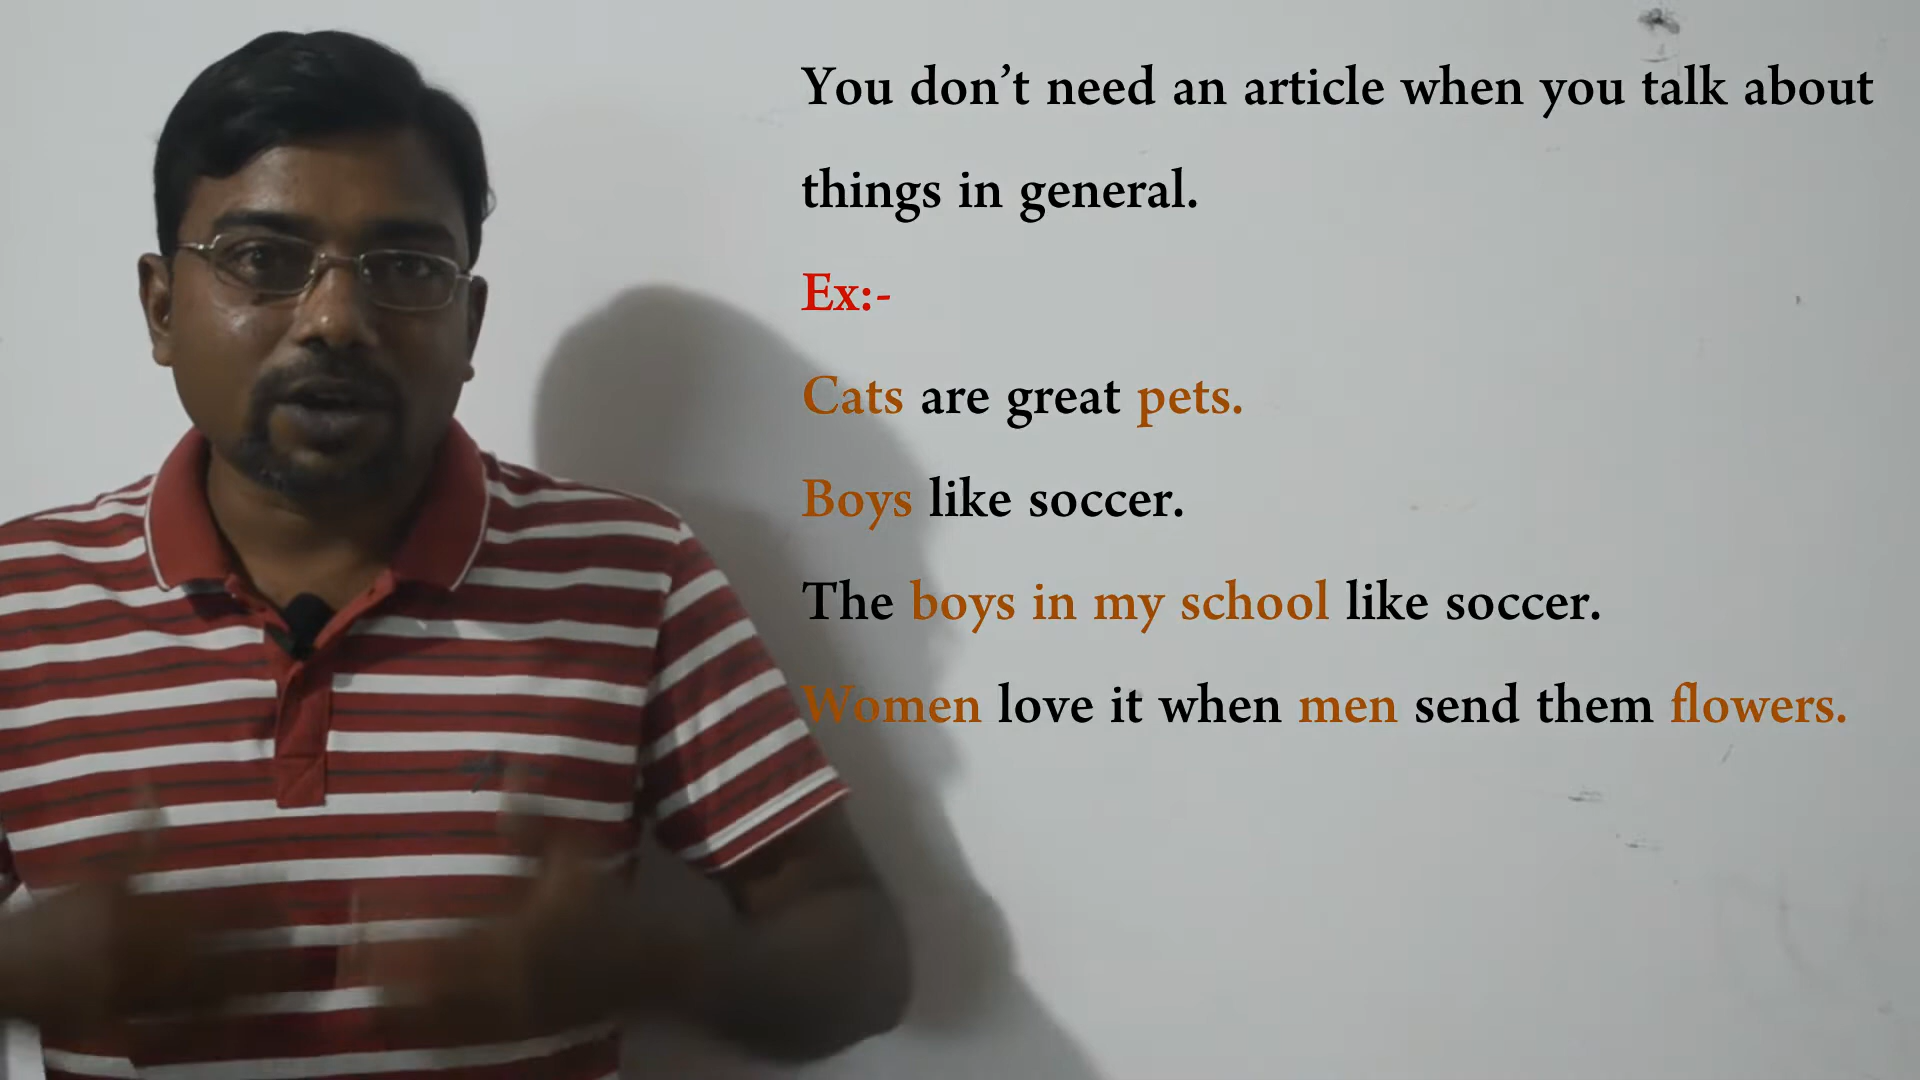 You don’t need an article when you talk about
things in general.
Ex:-
Cats are great pets.
Boys like soccer.
The boys in my school like soccer.
Women love it when men send them flowers.